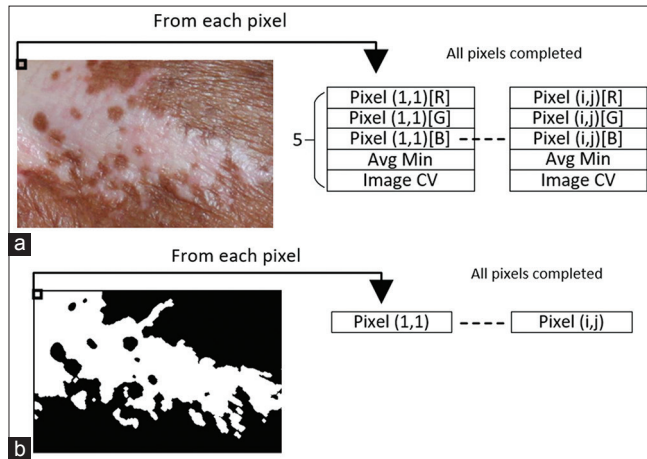 From each pixel
All pixels completed
5
Pixel (1,1)[R]
Pixel (1,1)[G]
Pixel (1,1)[B]
Avg Min
Image CV
Pixel (i,j)[R]
Pixel (i,j)[G]
Pixel (i,j)[B]
Avg Min
Image CV
a
From each pixel
All pixels completed
Pixel (1,1)
Pixel (i,j)
b